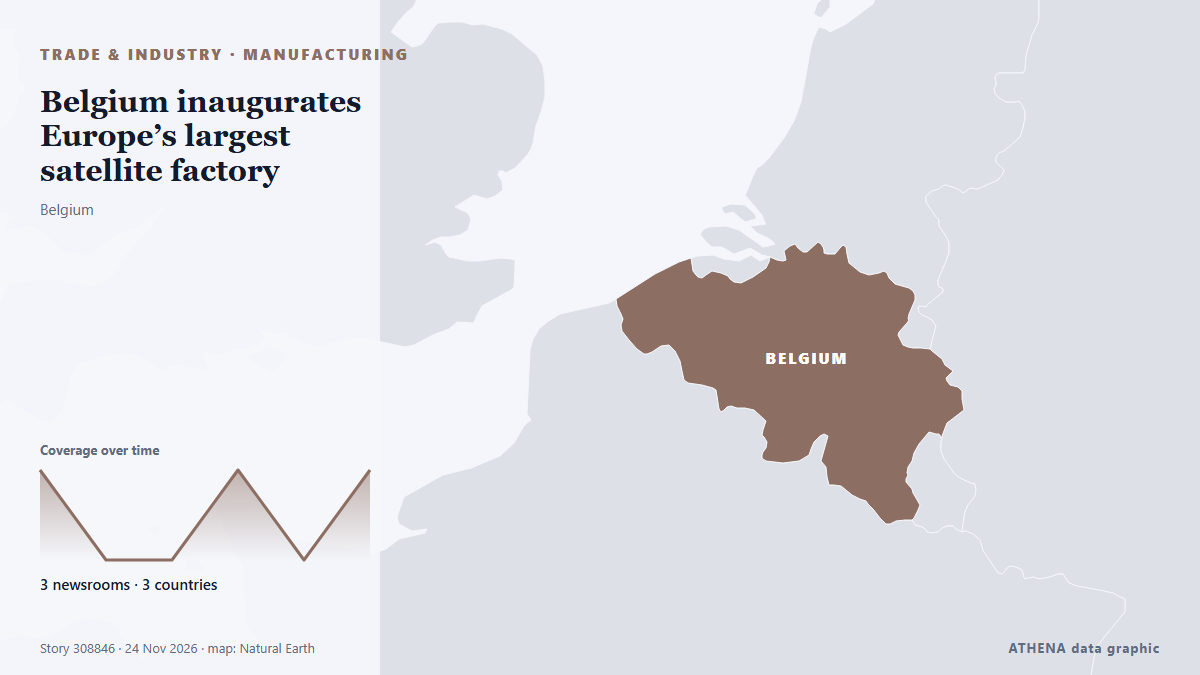 TRADE & INDUSTRY · MANUFACTURING
Belgium inaugurates
Europe’s largest
satellite factory
Belgium
BELGIUM
Coverage over time
3 newsrooms · 3 countries
Story 308846 · 24 Nov 2026 · map: Natural Earth
ATHENA data graphic